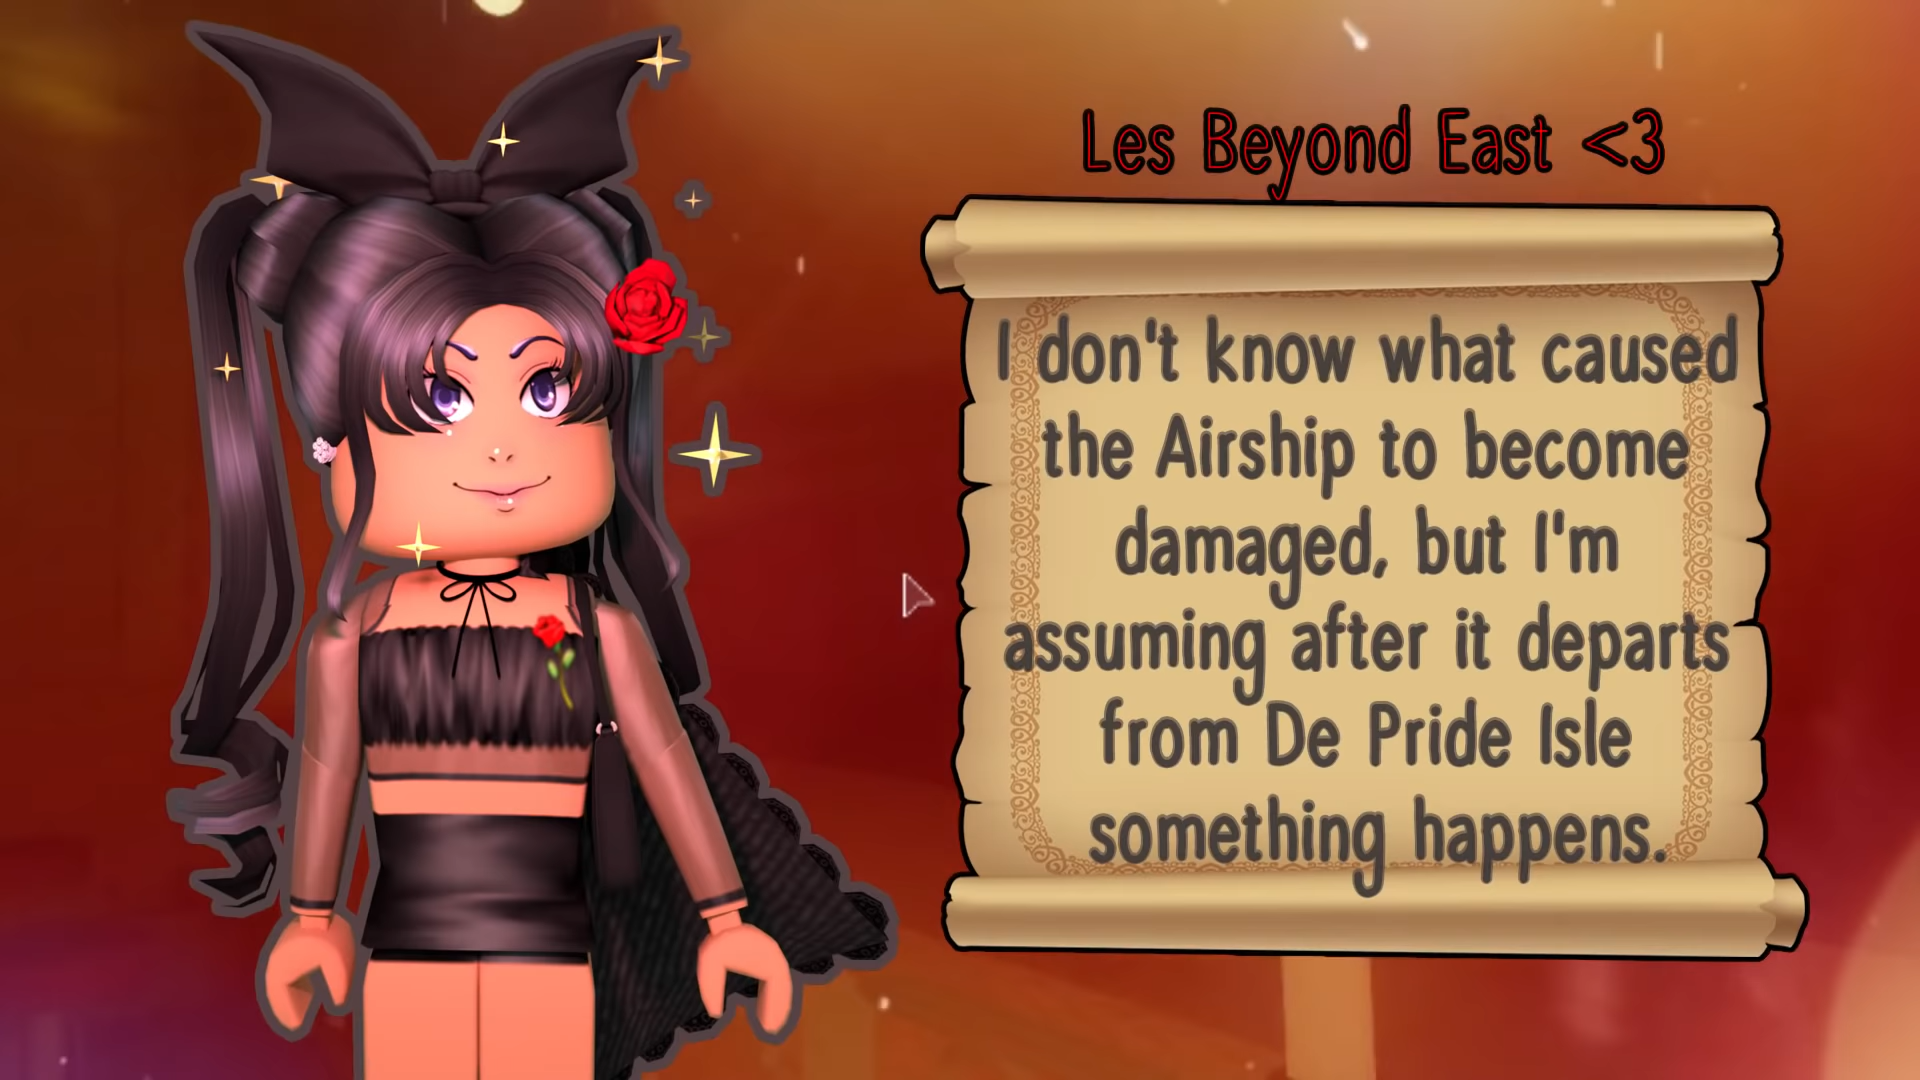 Les Beyond East <3
I don't know what caused
the Airship to become
damaged, but I'm
assuming after it departs
from De Pride Isle
something happens.